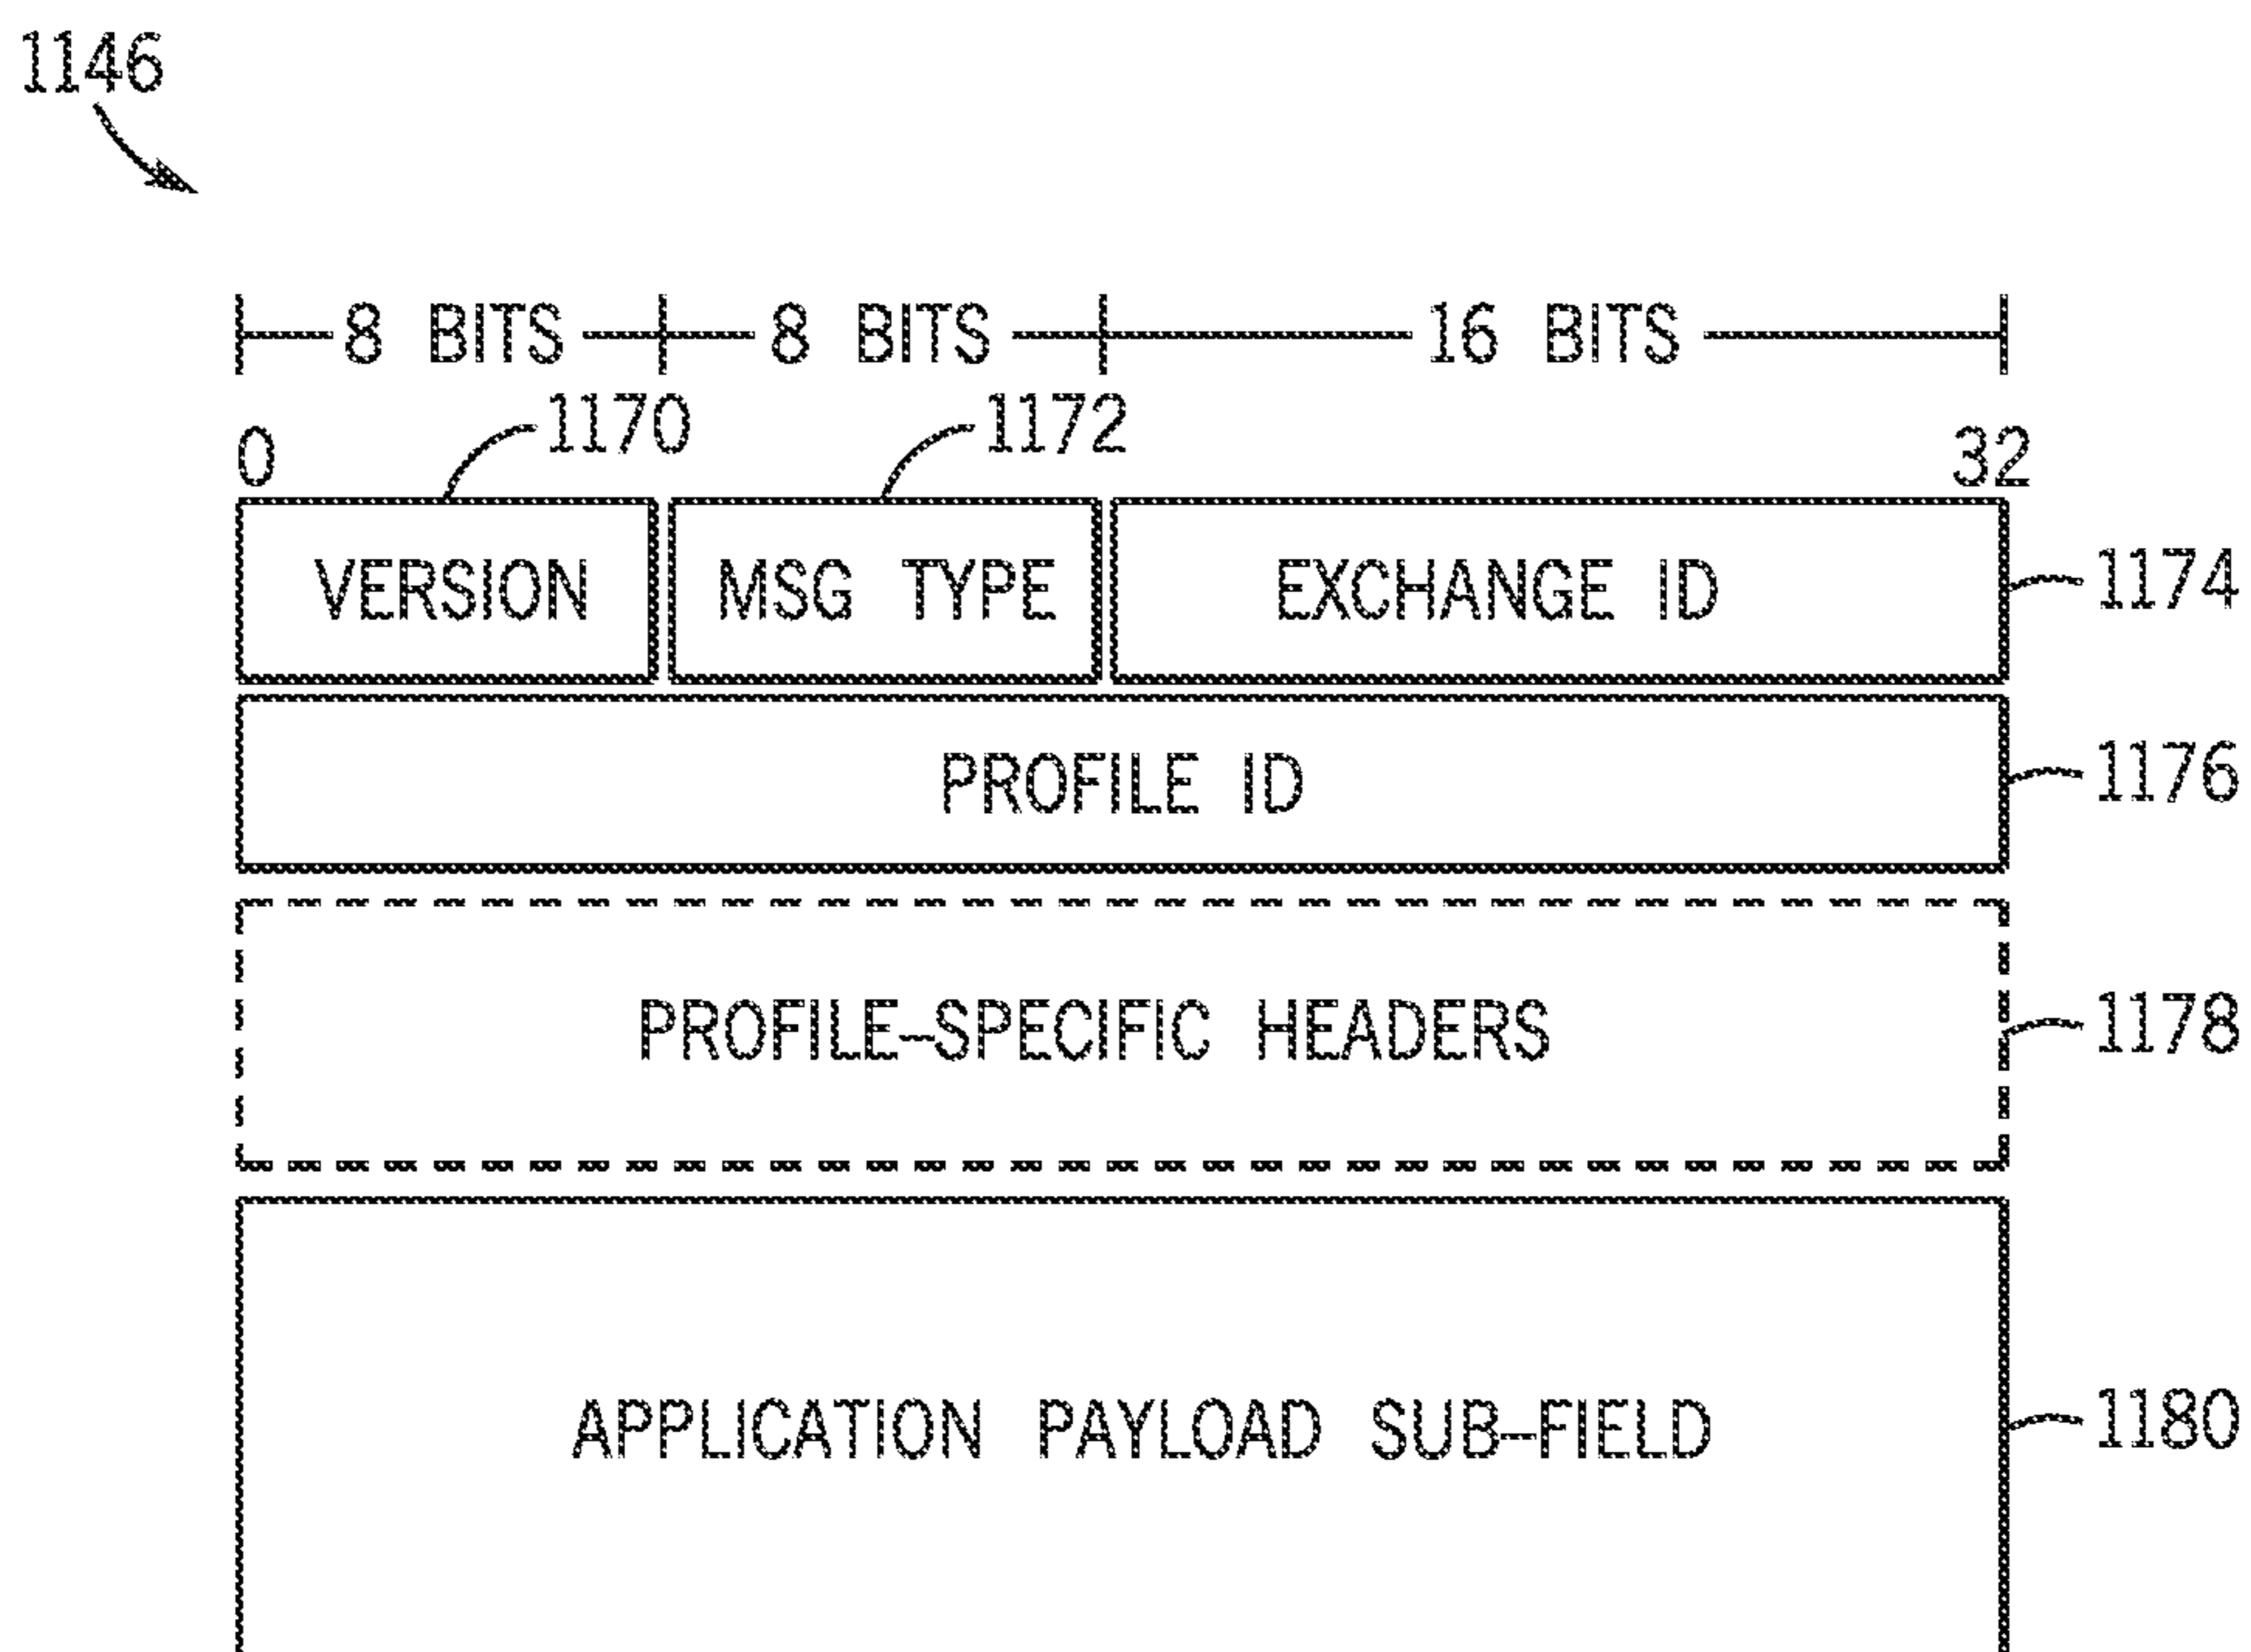 1146
8 BITS 8 BITS 16 BITS
1170 1172
0 32
VERSION MSG TYPE EXCHANGE ID 1174
PROFILE ID 1176
PROFILE-SPECIFIC HEADERS 1178
APPLICATION PAYLOAD SUB-FIELD 1180